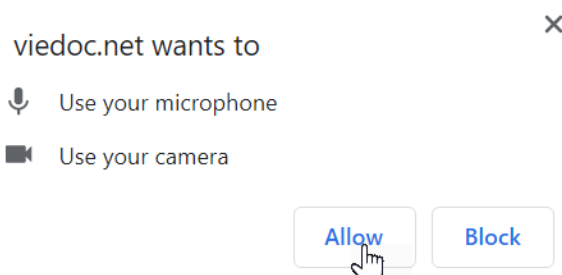 viedoc.net wants to
Use your microphone
Use your camera
Allow Block